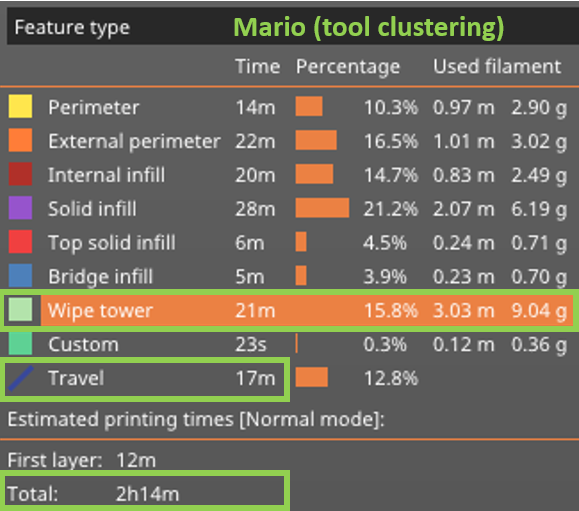 Feature type Mario (tool clustering)
Time Percentage Used filament
Perimeter 14m 10.3% 0.97 m 2.90 g
External perimeter 22m 16.5% 1.01 m 3.02 g
Internal infill 20m 14.7% 0.83 m 2.49 g
Solid infill 28m 21.2% 2.07 m 6.19 g
Top solid infill 6m 4.5% 0.24 m 0.71 g
Bridge infill 5m 3.9% 0.23 m 0.70 g
Wipe tower 21m 15.8% 3.03 m 9.04 g
Custom 23s 0.3% 0.12 m 0.36 g
Travel 17m 12.8%
Estimated printing times [Normal mode]:
First layer: 12m
Total: 2h14m